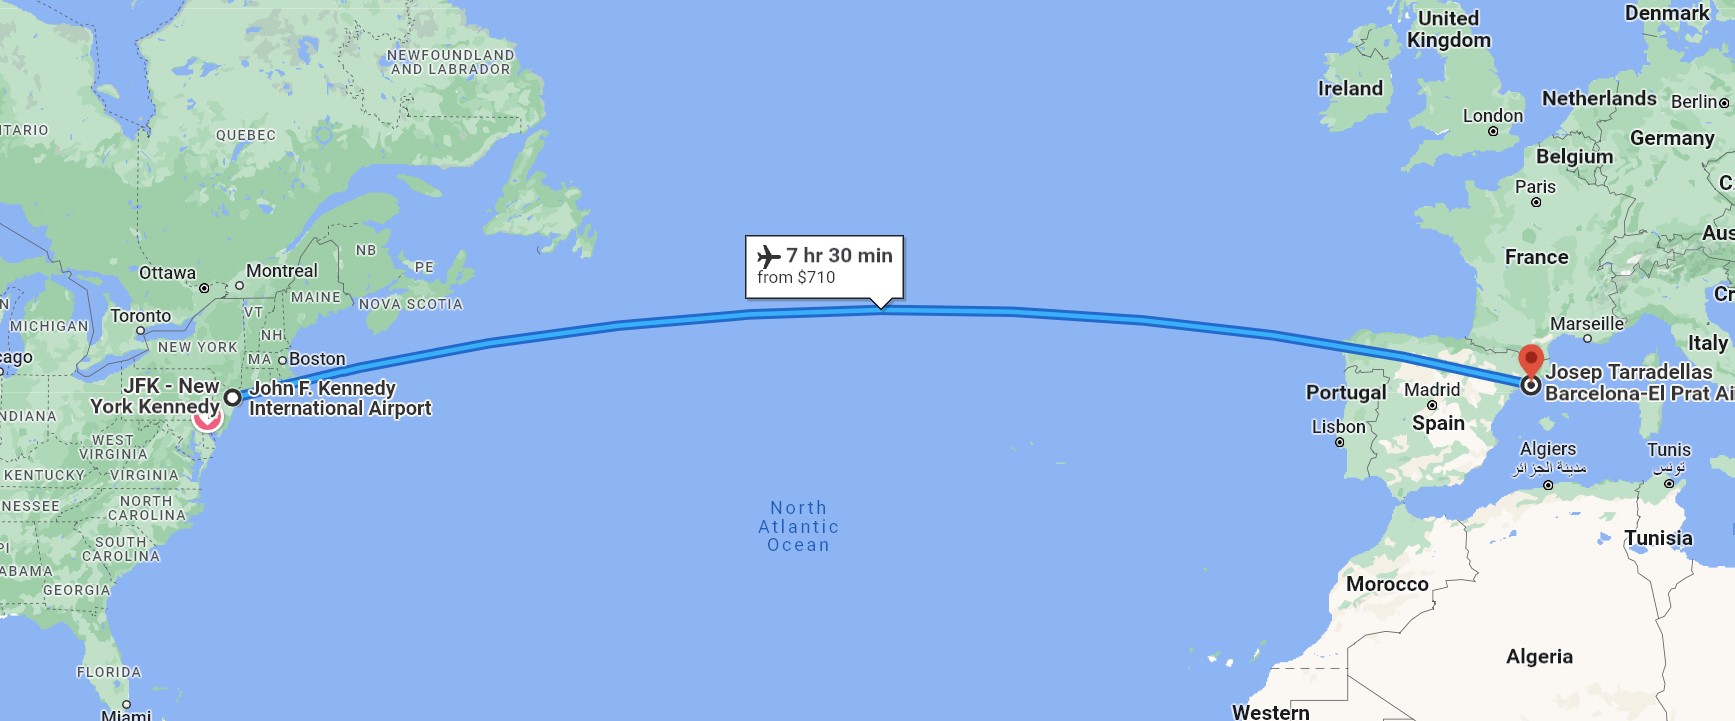 United
Kingdom
Denmark
NEWFOUNDLAND
AND LABRADOR
Ireland
Netherlands
Berlin
London
TARIO
QUEBEC
Germany
Belgium
Paris
C
Aus
NB
France
PE
Ottawa
Montreal
7 hr 30 min
from $710
MAINE
NOVA SCOTIA
Cr
N
VT
Toronto
MICHIGAN
NH
Marseille
NEW YORK
Italy
cago
MA
Boston
JFK - New
York Kennedy
John F. Kennedy
International Airport
Josep Tarradellas
Barcelona-El Prat Ai
Portugal
Madrid
NDIANA
Spain
Lisbon
WEST
VIRGINIA
Algiers
مدينة الجزائر
Tunis
تونس
KENTUCKY
VIRGINIA
NESSEE
NORTH
CAROLINA
North
Atlantic
Ocean
Tunisia
PI
SOUTH
CAROLINA
ABAMA
GEORGIA
Morocco
Algeria
FLORIDA
Miami
Western